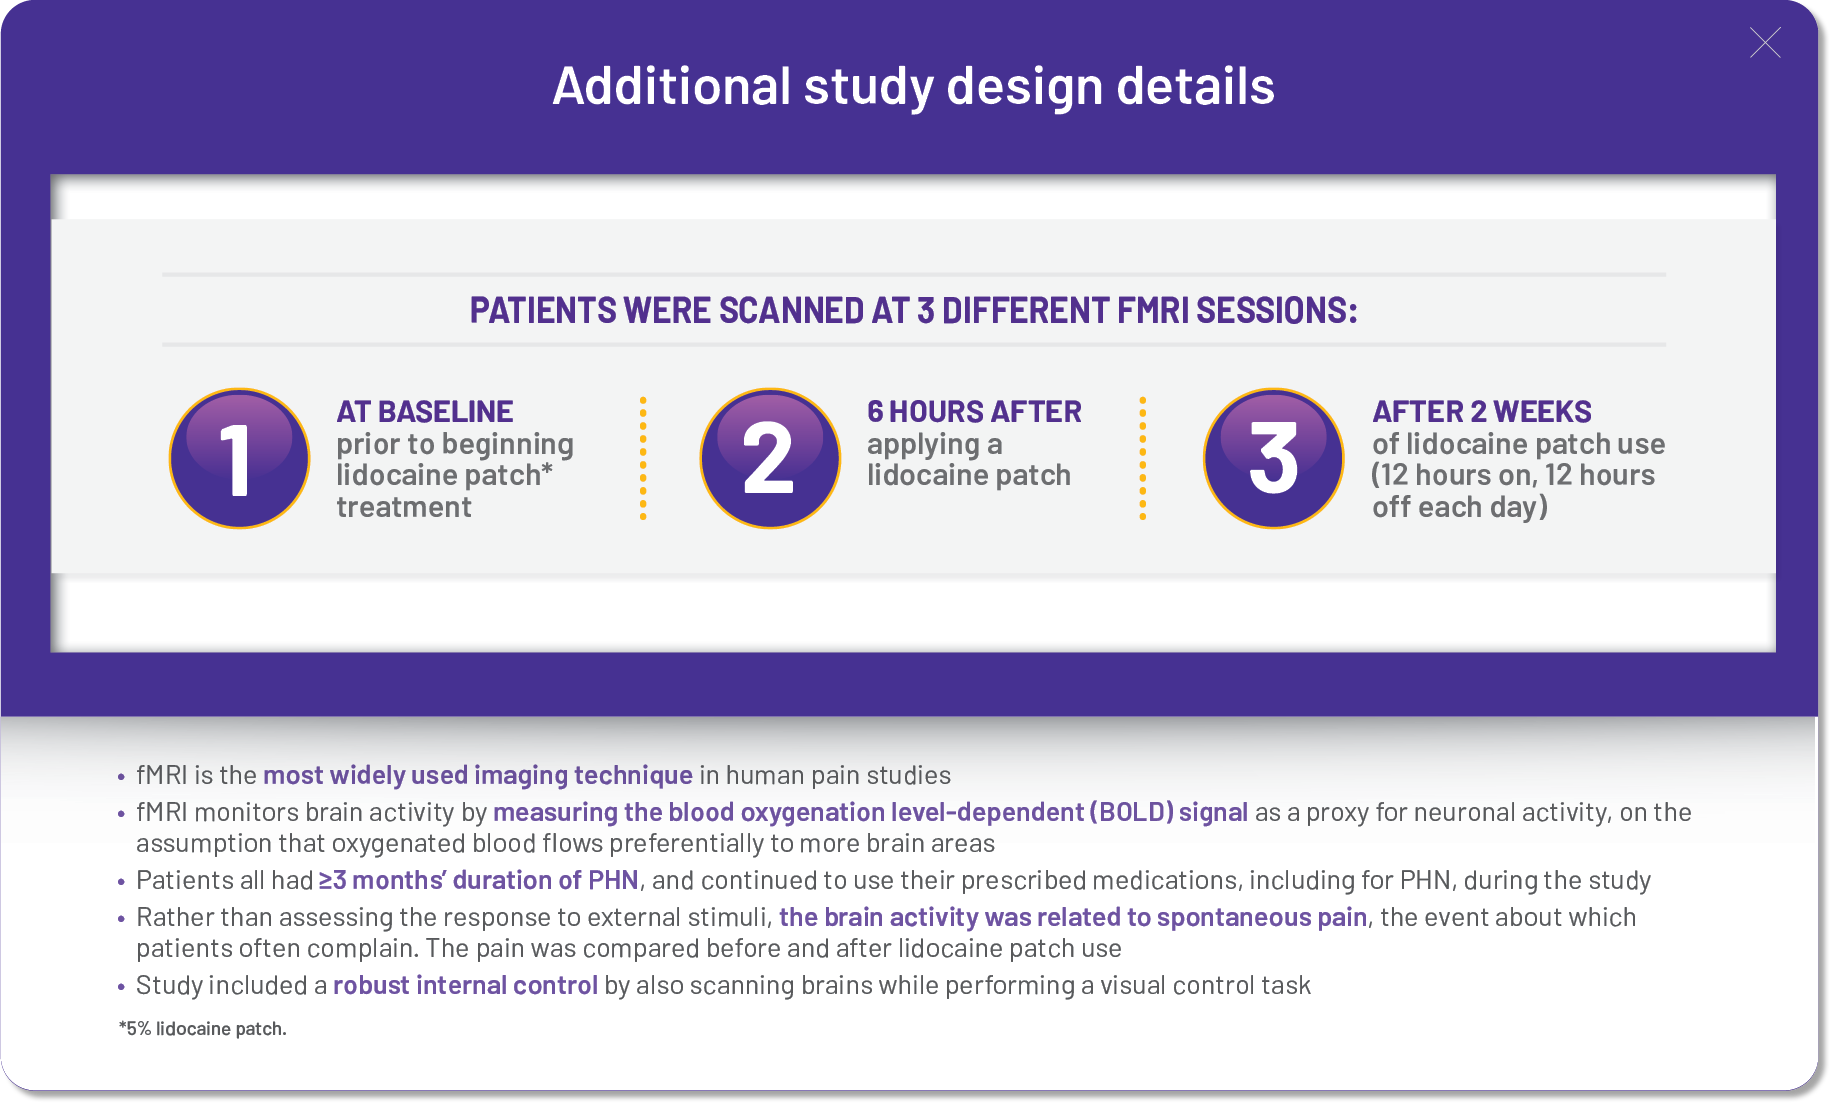 Additional study design details
PATIENTS WERE SCANNED AT 3 DIFFERENT FMRI SESSIONS:
1
AT BASELINE
prior to beginning
lidocaine patch*
treatment
2
6 HOURS AFTER
applying a
lidocaine patch
3
AFTER 2 WEEKS
of lidocaine patch use
(12 hours on, 12 hours
off each day)
• fMRI is the most widely used imaging technique in human pain studies
• fMRI monitors brain activity by measuring the blood oxygenation level-dependent (BOLD) signal as a proxy for neuronal activity, on the
assumption that oxygenated blood flows preferentially to more brain areas
• Patients all had ≥3 months’ duration of PHN, and continued to use their prescribed medications, including for PHN, during the study
• Rather than assessing the response to external stimuli, the brain activity was related to spontaneous pain, the event about which
patients often complain. The pain was compared before and after lidocaine patch use
• Study included a robust internal control by also scanning brains while performing a visual control task
*5% lidocaine patch.